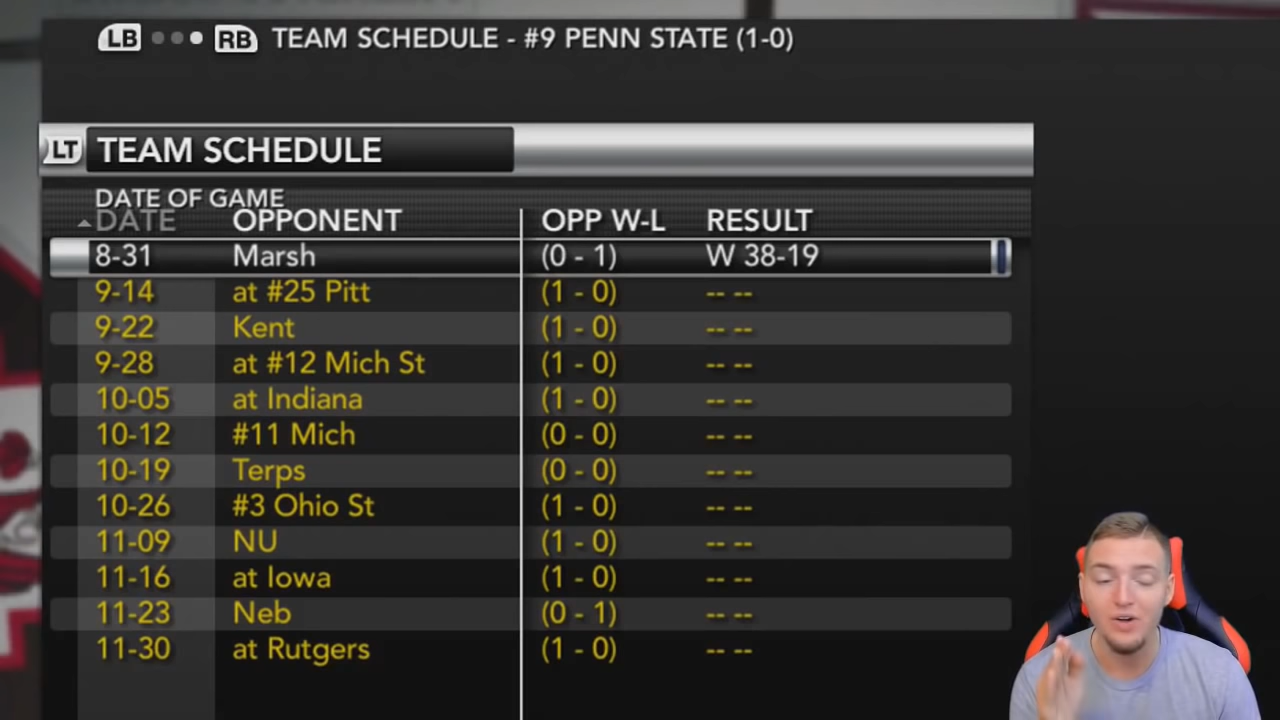 LB RB TEAM SCHEDULE - #9 PENN STATE (1-0)
LT TEAM SCHEDULE
DATE OF GAME
DATE OPPONENT OPP W-L RESULT
8-31 Marsh (0 - 1) W 38-19
9-14 at #25 Pitt (1 - 0) -- --
9-22 Kent (1 - 0) -- --
9-28 at #12 Mich St (1 - 0) -- --
10-05 at Indiana (1 - 0) -- --
10-12 #11 Mich (0 - 0) -- --
10-19 Terps (0 - 0) -- --
10-26 #3 Ohio St (1 - 0) -- --
11-09 NU (1 - 0) -- --
11-16 at Iowa (1 - 0) -- --
11-23 Neb (0 - 1) -- --
11-30 at Rutgers (1 - 0) -- --